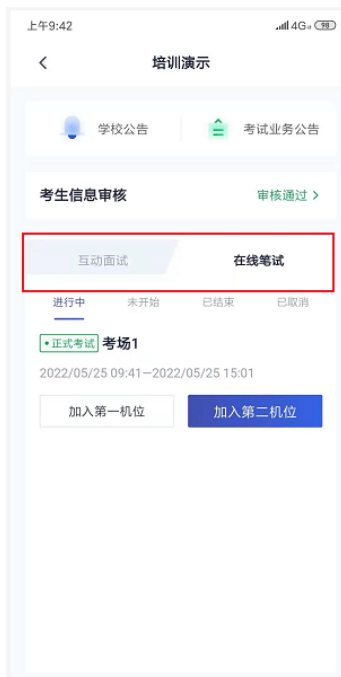 上午9:42 4G 98
培训演示
学校公告 考试业务公告
考生信息审核 审核通过 >
互动面试 在线笔试
进行中 未开始 已结束 已取消
•正式考试 考场1
2022/05/25 09:41—2022/05/25 15:01
加入第一机位 加入第二机位